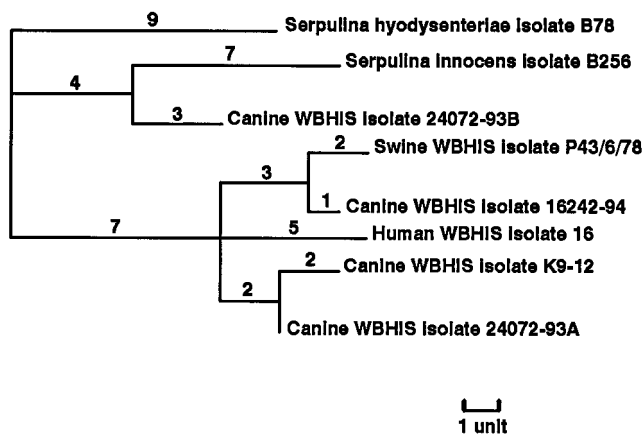 9
Serpulina hyodysenteriae isolate B78
7
Serpulina innocens isolate B256
4
3
Canine WBHIS isolate 24072-93B
2
Swine WBHIS isolate P43/6/78
3
1
Canine WBHIS isolate 16242-94
7
5
Human WBHIS isolate 16
2
Canine WBHIS isolate K9-12
2
Canine WBHIS isolate 24072-93A
1 unit